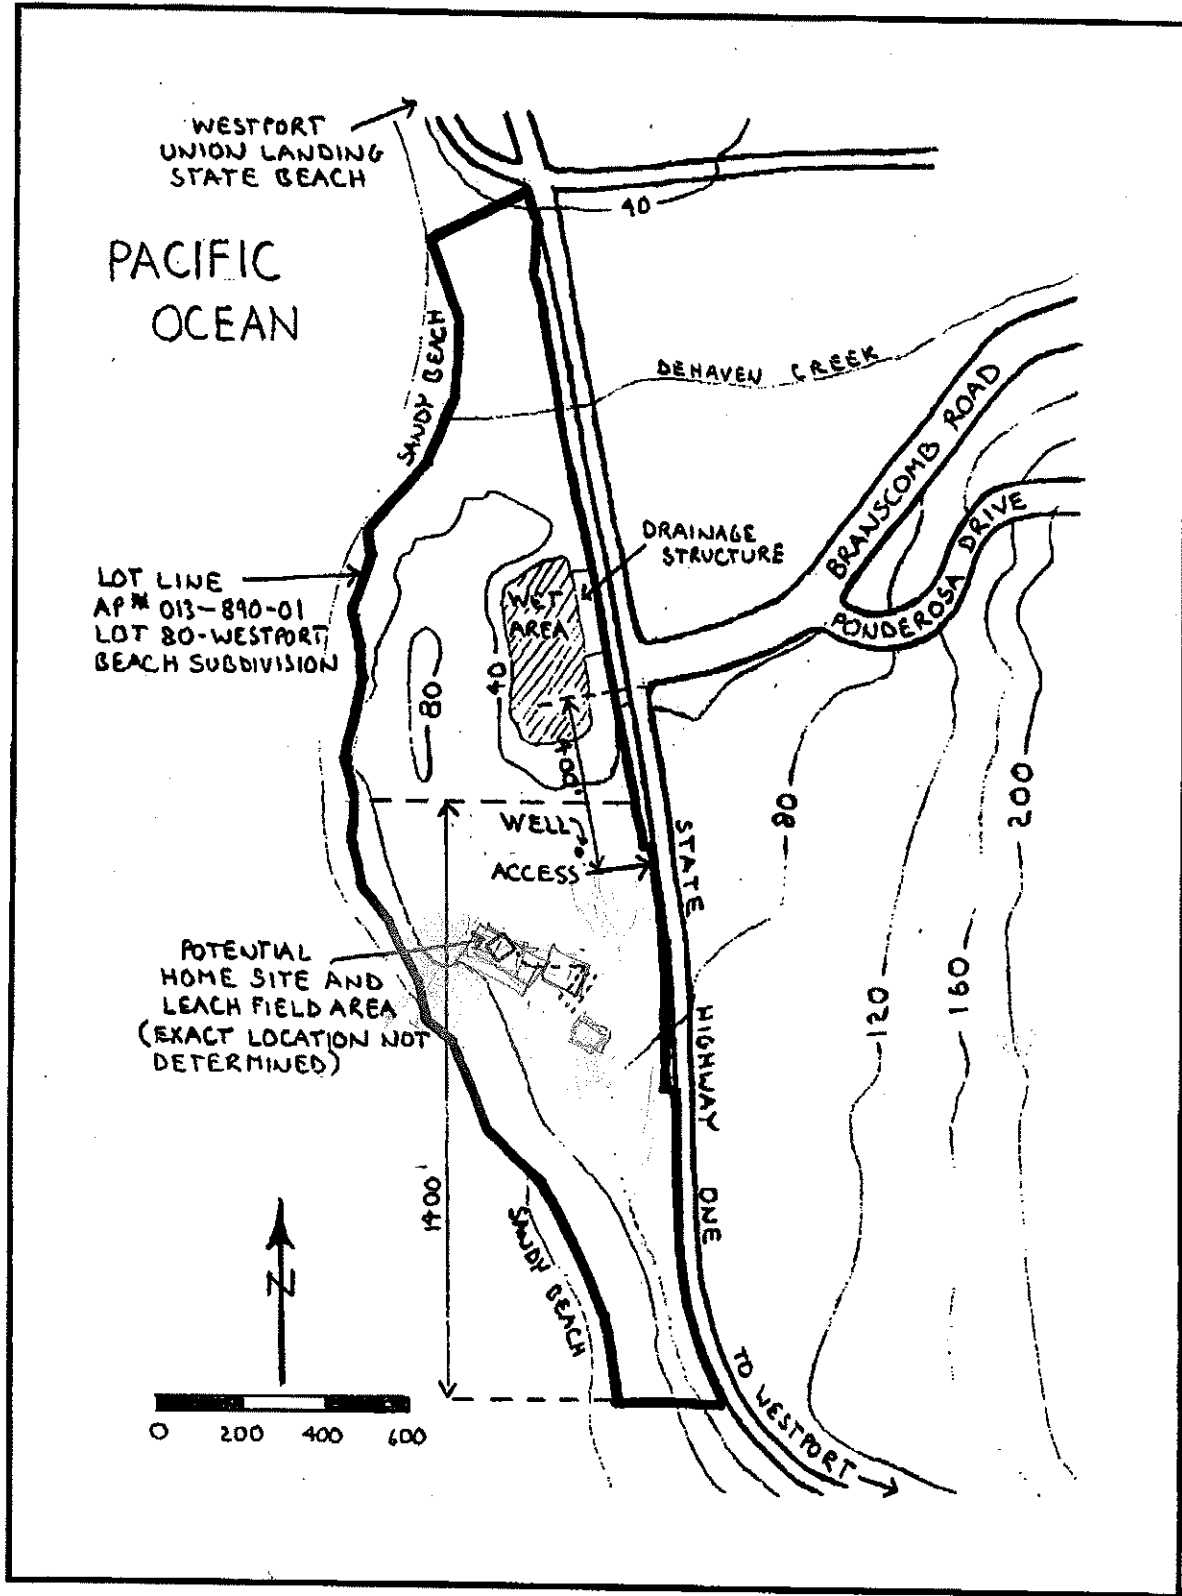 WESTPORT
UNION LANDING
STATE BEACH
40
PACIFIC
OCEAN
SANDY BEACH
DEHAVEN CREEK
BRANSCOMB ROAD
PONDEROSA DRIVE
DRAINAGE
STRUCTURE
LOT LINE
AP# 013-890-01
LOT 80-WESTPORT
BEACH SUBDIVISION
WET
AREA
80
40
400'
80
200
WELL
ACCESS
STATE HIGHWAY ONE
POTENTIAL
HOME SITE AND
LEACH FIELD AREA
(EXACT LOCATION NOT
DETERMINED)
120
160
1400'
SANDY BEACH
N
TO WESTPORT
0 200 400 600